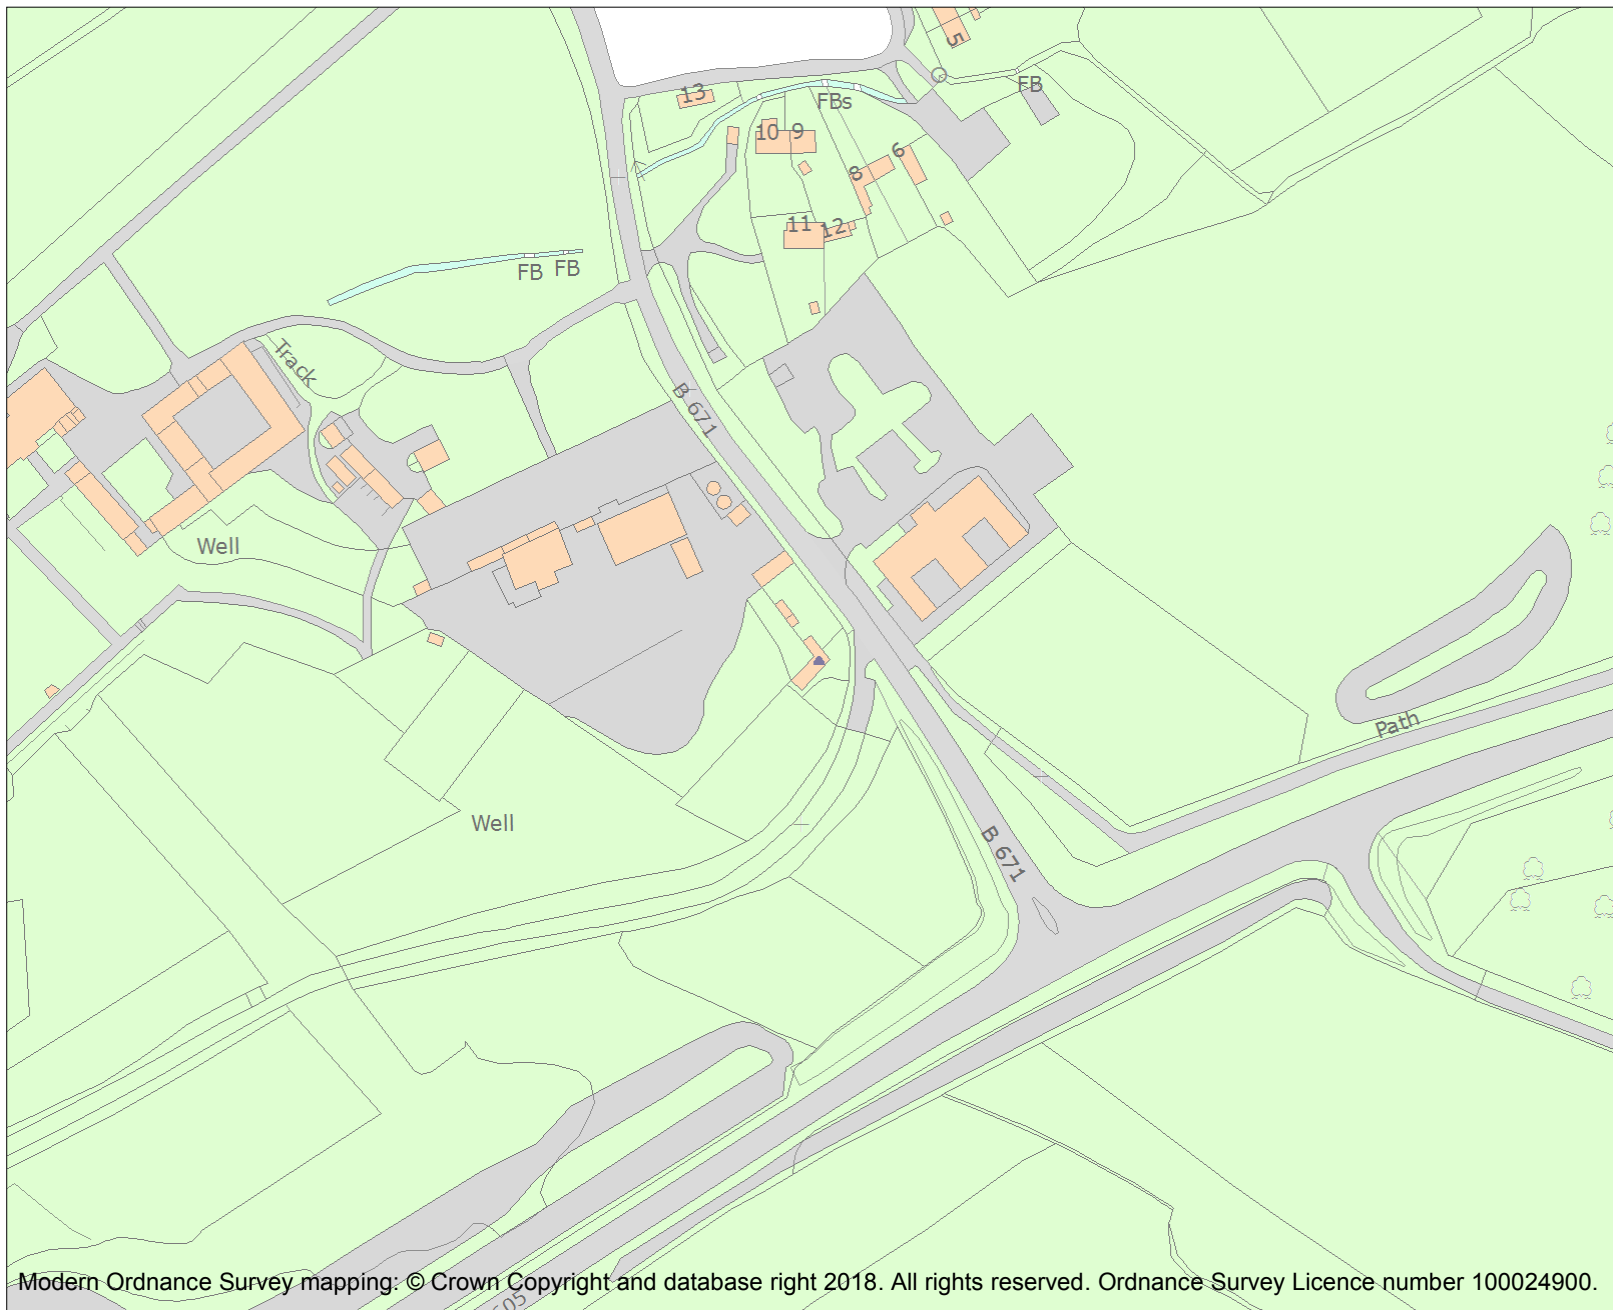 5
13
FBs
FB
10
9
6
8
11
12
FB
FB
Track
B 671
Well
Path
Well
B 671
Modern Ordnance Survey mapping: © Crown Copyright and database right 2018. All rights reserved. Ordnance Survey Licence number 100024900.